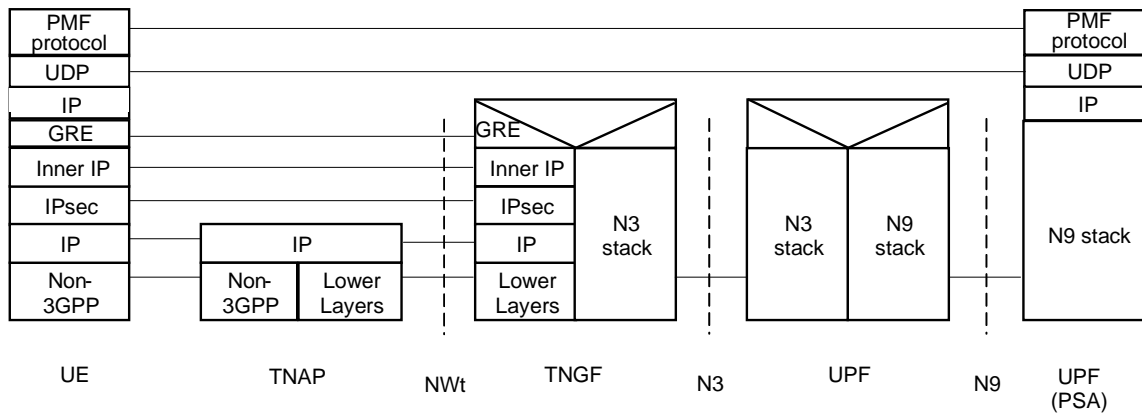 PMF
protocol
PMF
protocol
UDP
UDP
IP
IP
GRE
GRE
Inner IP
Inner IP
IPsec
IPsec
N3
stack
N3
stack
N9
stack
N9 stack
IP
IP
IP
Non-
3GPP
Non-
3GPP
Lower
Layers
Lower
Layers
UE
TNAP
NWt
TNGF
N3
UPF
N9
UPF
(PSA)